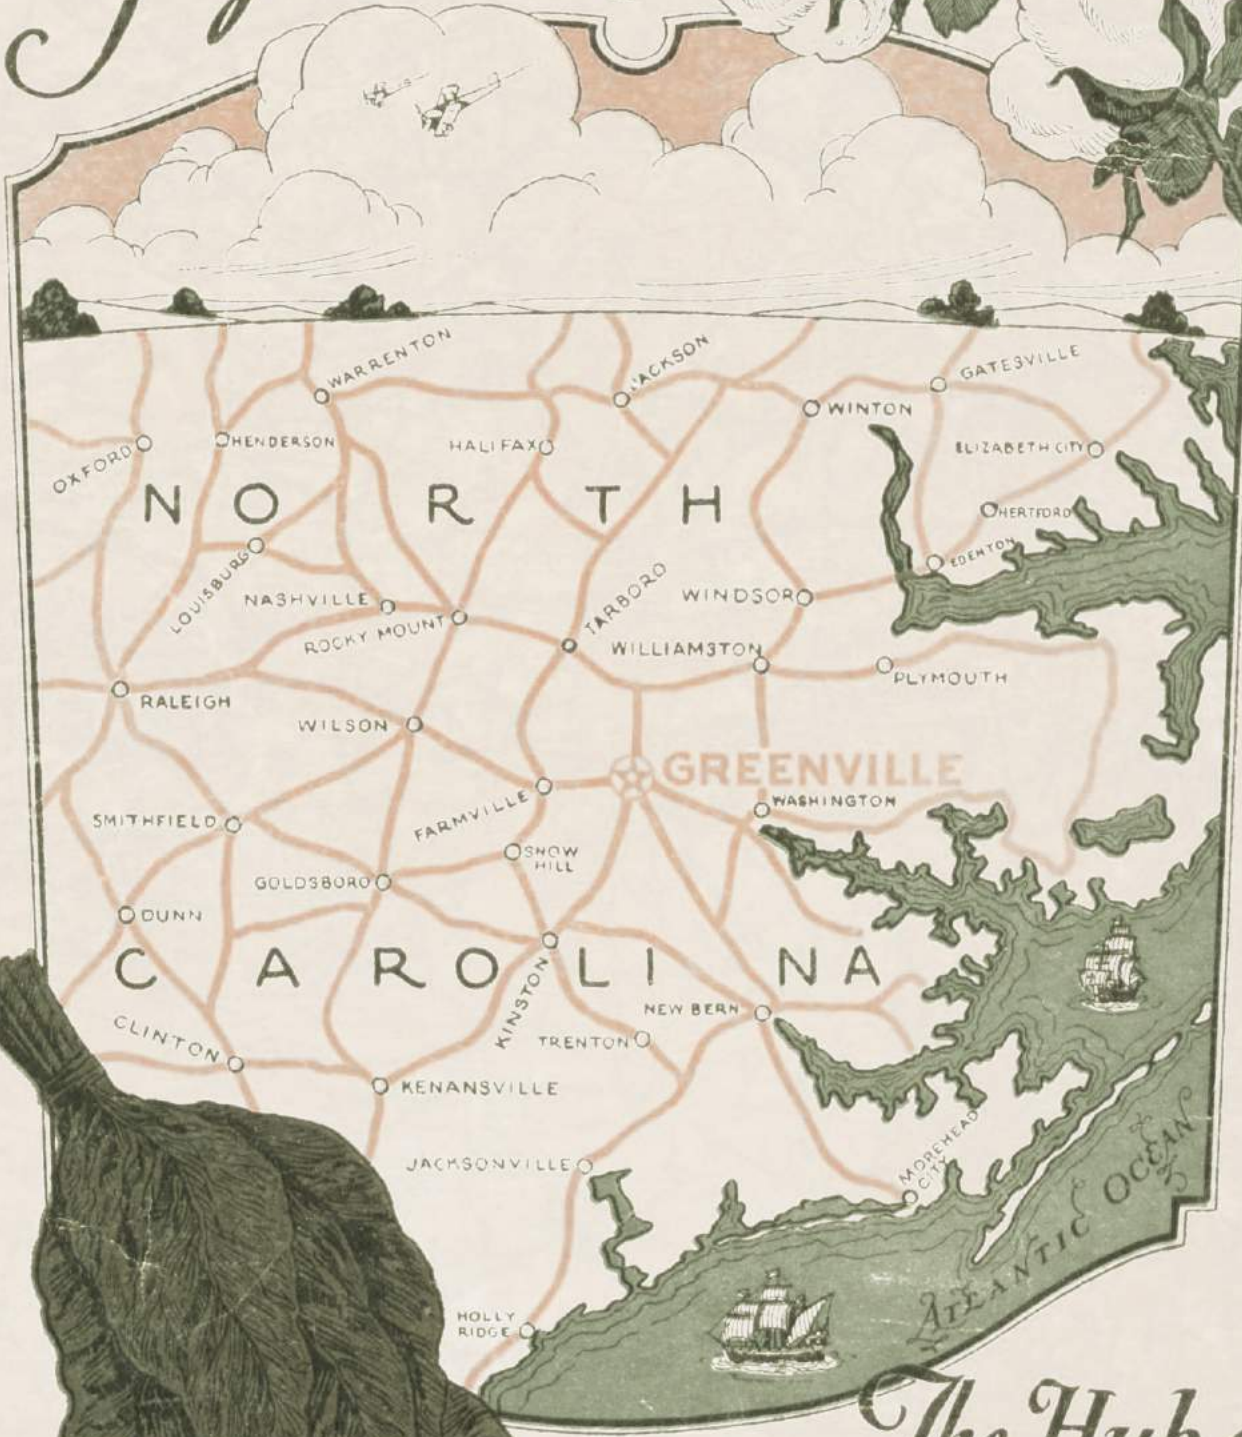 WARRENTON
JACKSON
GATESVILLE
WINTON
OXFORD
HENDERSON
HALIFAX
ELIZABETH CITY
NORTH
HERTFORD
LOUISBURG
EDENTON
NASHVILLE
TARBORO
WINDSOR
ROCKY MOUNT
WILLIAMSTON
PLYMOUTH
RALEIGH
WILSON
GREENVILLE
WASHINGTON
FARMVILLE
SMITHFIELD
SNOW
HILL
GOLDSBORO
DUNN
CAROLINA
KINSTON
NEW BERN
CLINTON
TRENTON
KENANSVILLE
JACKSONVILLE
MOREHEAD
CITY
ATLANTIC OCEAN
HOLLY
RIDGE
The Hub